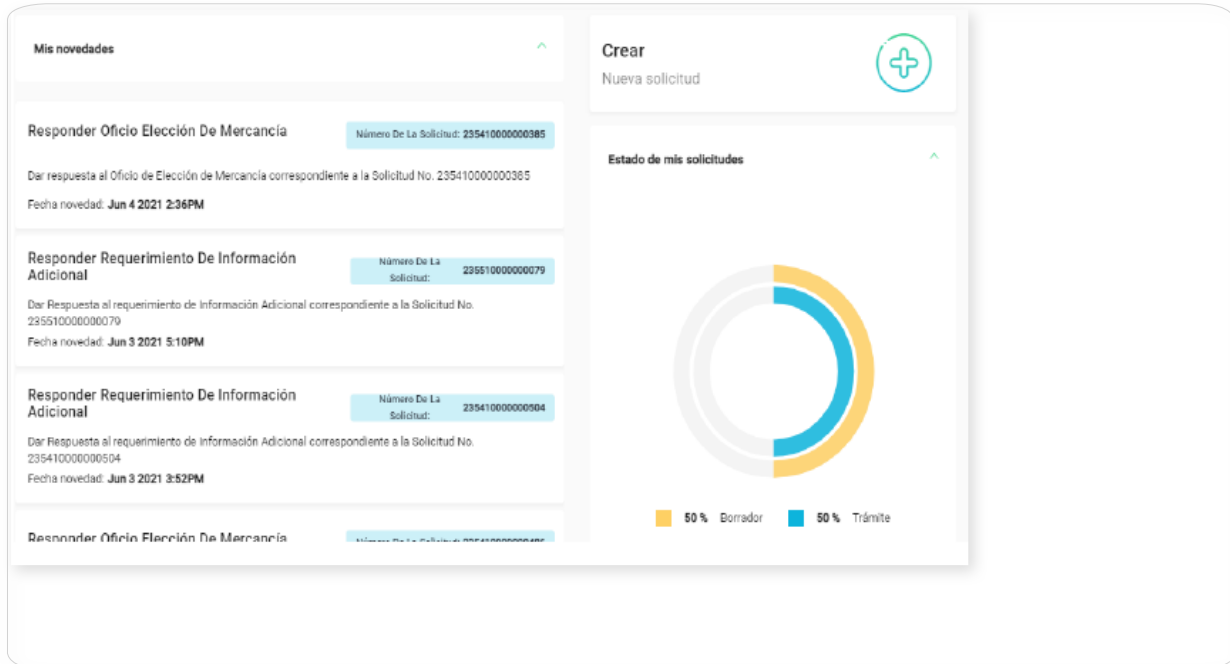 Mis novedades
Responder Oficio Elección De Mercancía
Número De La Solicitud: 235410000000385
Dar respuesta al Oficio de Elección de Mercancía correspondiente a la Solicitud No. 235410000000385
Fecha novedad: Jun 4 2021 2:36PM
Responder Requerimiento De Información
Adicional
Número De La
Solicitud:
235510000000079
Dar Respuesta al requerimiento de Información Adicional correspondiente a la Solicitud No.
235510000000079
Fecha novedad: Jun 3 2021 5:10PM
Responder Requerimiento De Información
Adicional
Número De La
Solicitud:
235410000000504
Dar Respuesta al requerimiento de Información Adicional correspondiente a la Solicitud No.
235410000000504
Fecha novedad: Jun 3 2021 3:52PM
Responder Oficio Elección De Mercancía
Número De La Solicitud:
Crear
Nueva solicitud
Estado de mis solicitudes
50 % Borrador
50 % Trámite